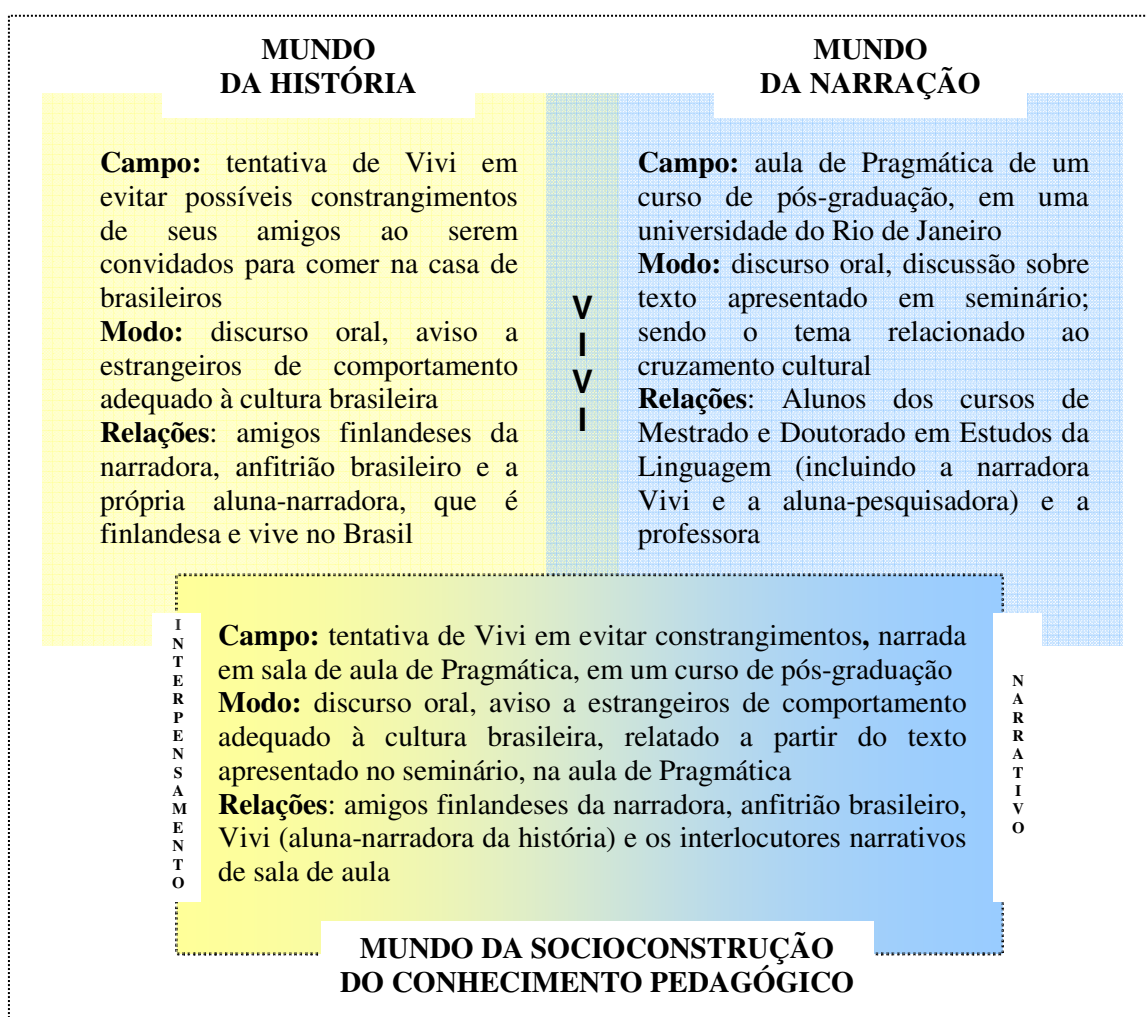 MUNDO
DA HISTÓRIA
Campo: tentativa de Vivi em
evitar possíveis constrangimentos
de seus amigos ao serem
convidados para comer na casa de
brasileiros
Modo: discurso oral, aviso a
estrangeiros de comportamento
adequado à cultura brasileira
Relações: amigos finlandeses da
narradora, anfitrião brasileiro e a
própria aluna-narradora, que é
finlandesa e vive no Brasil
VIVI
MUNDO
DA NARRAÇÃO
Campo: aula de Pragmática de um
curso de pós-graduação, em uma
universidade do Rio de Janeiro
Modo: discurso oral, discussão sobre
texto apresentado em seminário;
sendo o tema relacionado ao
cruzamento cultural
Relações: Alunos dos cursos de
Mestrado e Doutorado em Estudos da
Linguagem (incluindo a narradora
Vivi e a aluna-pesquisadora) e a
professora
INTERPENSAMENTO
Campo: tentativa de Vivi em evitar constrangimentos, narrada
em sala de aula de Pragmática, em um curso de pós-graduação
Modo: discurso oral, aviso a estrangeiros de comportamento
adequado à cultura brasileira, relatado a partir do texto
apresentado no seminário, na aula de Pragmática
Relações: amigos finlandeses da narradora, anfitrião brasileiro,
Vivi (aluna-narradora da história) e os interlocutores narrativos
de sala de aula
NARRATIVO
MUNDO DA SOCIOCONSTRUÇÃO
DO CONHECIMENTO PEDAGÓGICO